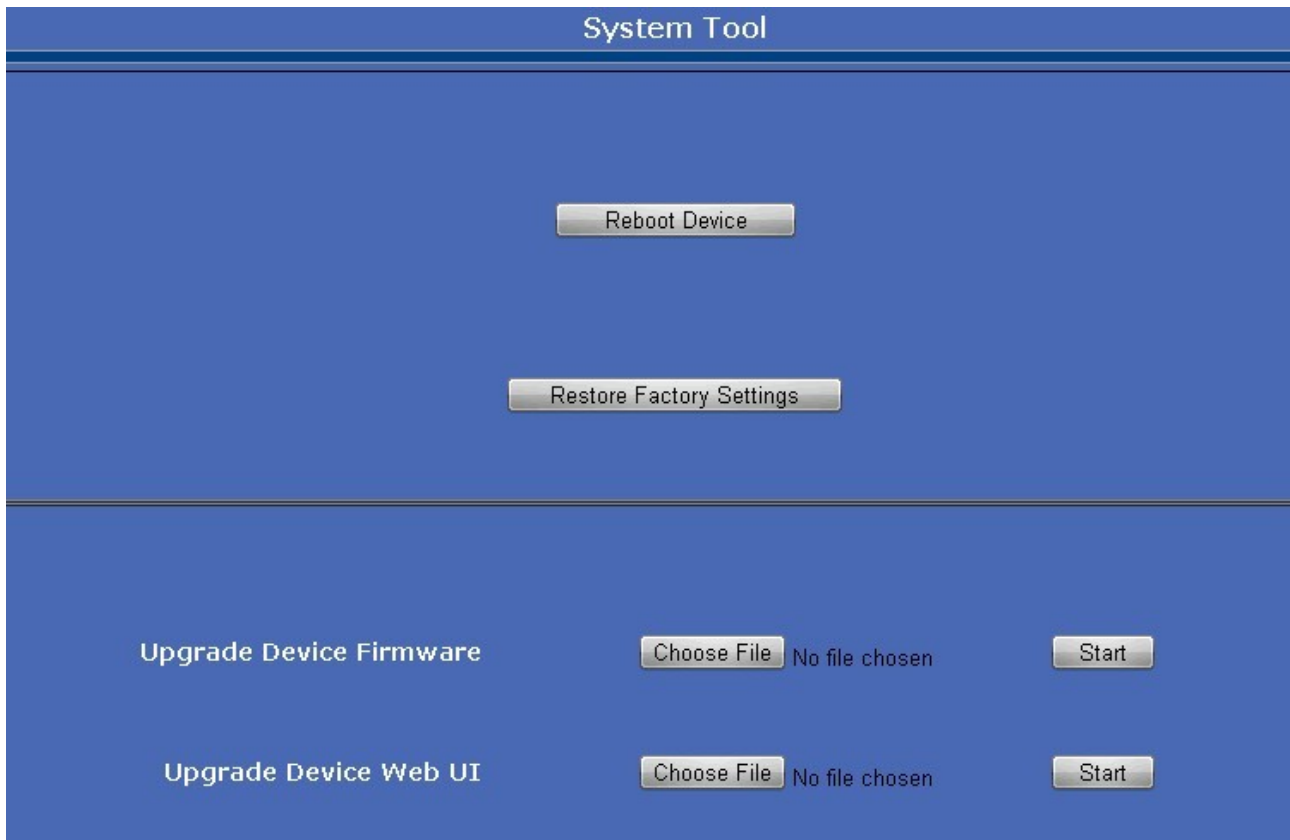 System Tool
Reboot Device
Restore Factory Settings
Upgrade Device Firmware Choose File No file chosen Start
Upgrade Device Web UI Choose File No file chosen Start